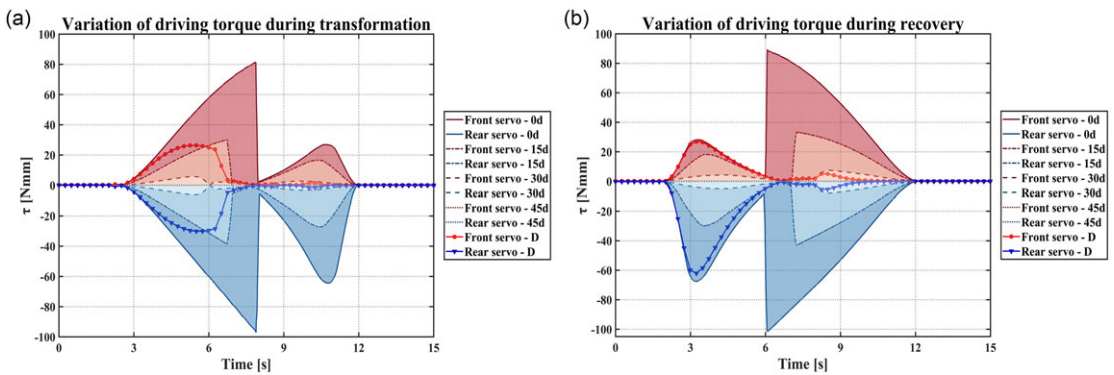 (a)
Variation of driving torque during transformation
100
80
60
40
20
0
-20
-40
-60
-80
-100
τ [Nmm]
0 3 6 9 12 15
Time [s]
Front servo - 0d
Rear servo - 0d
Front servo - 15d
Rear servo - 15d
Front servo - 30d
Rear servo - 30d
Front servo - 45d
Rear servo - 45d
Front servo - D
Rear servo - D
(b)
Variation of driving torque during recovery
100
80
60
40
20
0
-20
-40
-60
-80
-100
τ [Nmm]
0 3 6 9 12 15
Time [s]
Front servo - 0d
Rear servo - 0d
Front servo - 15d
Rear servo - 15d
Front servo - 30d
Rear servo - 30d
Front servo - 45d
Rear servo - 45d
Front servo - D
Rear servo - D